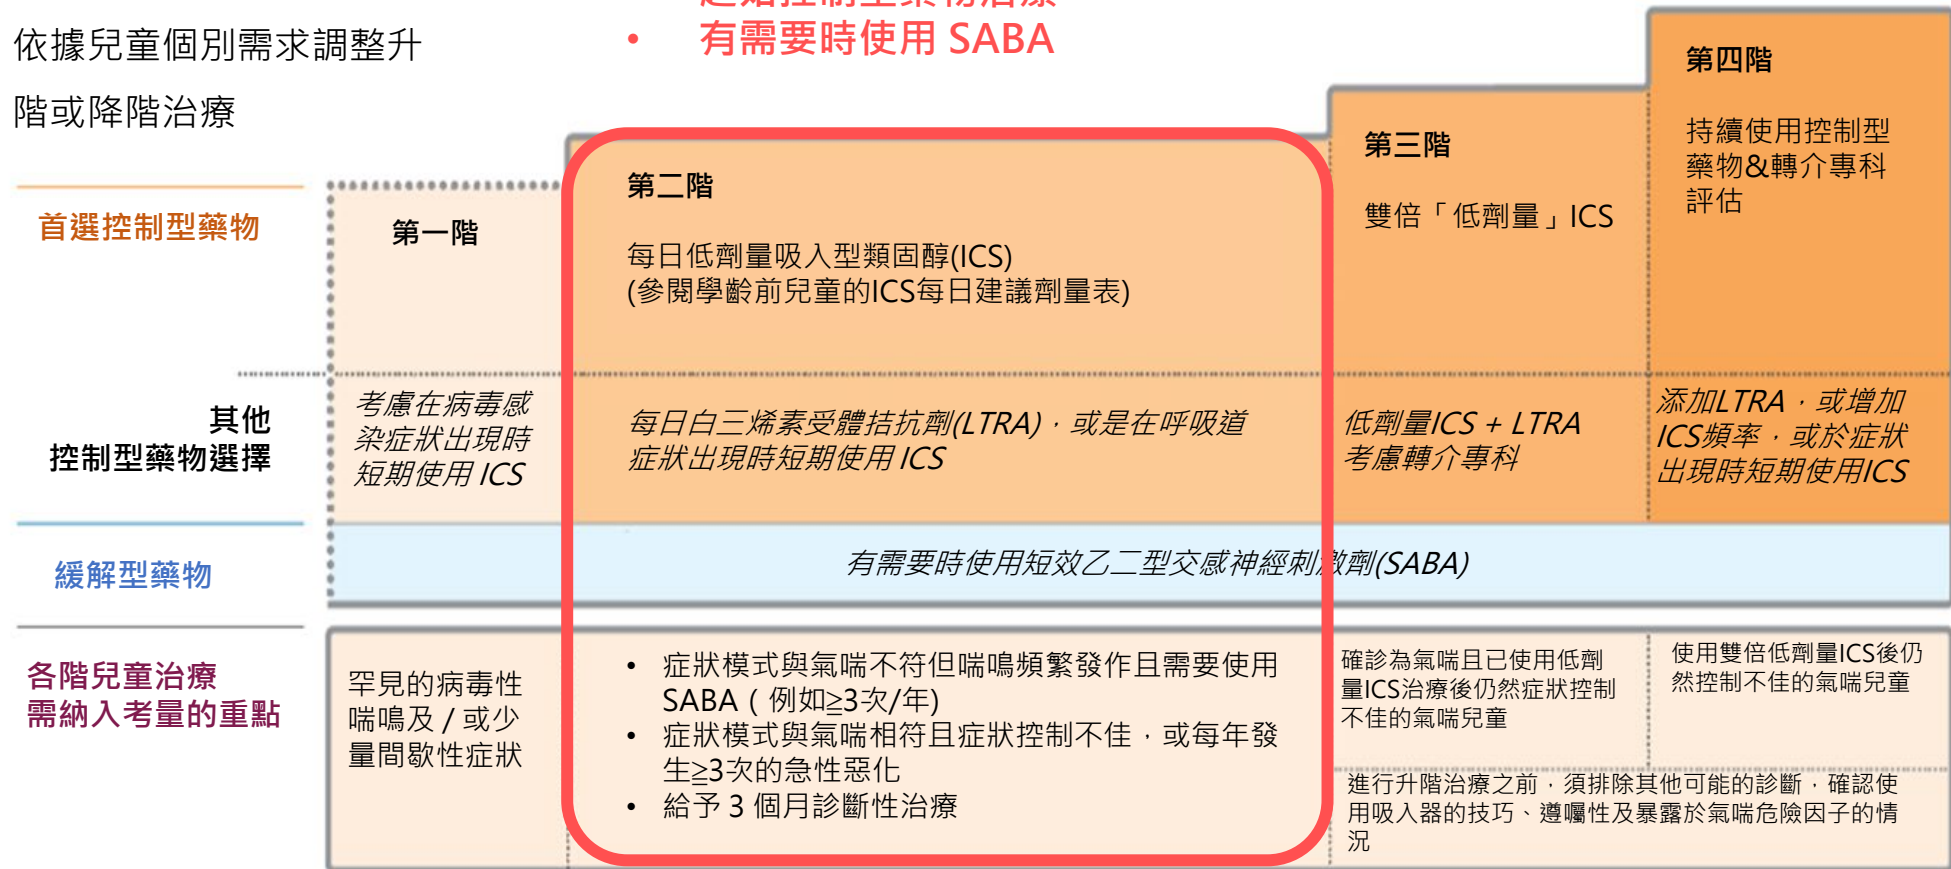 依據兒童個別需求調整升
階或降階治療
• 起始控制型藥物治療
• 有需要時使用 SABA
首選控制型藥物
第一階
第二階
每日低劑量吸入型類固醇(ICS)
(參閱學齡前兒童的ICS每日建議劑量表)
第三階
雙倍「低劑量」ICS
第四階
持續使用控制型
藥物&轉介專科
評估
其他
控制型藥物選擇
考慮在病毒感
染症狀出現時
短期使用 ICS
每日白三烯素受體拮抗劑(LTRA)，或是在呼吸道
症狀出現時短期使用 ICS
低劑量ICS + LTRA
考慮轉介專科
添加LTRA，或增加
ICS頻率，或於症狀
出現時短期使用ICS
緩解型藥物
有需要時使用短效乙二型交感神經刺激劑(SABA)
各階兒童治療
需納入考量的重點
罕見的病毒性
喘鳴及 / 或少
量間歇性症狀
• 症狀模式與氣喘不符但喘鳴頻繁發作且需要使用
SABA ( 例如≧3次/年)
• 症狀模式與氣喘相符且症狀控制不佳，或每年發
生≧3次的急性惡化
• 給予 3 個月診斷性治療
確診為氣喘且已使用低劑
量ICS治療後仍然症狀控制
不佳的氣喘兒童
使用雙倍低劑量ICS後仍
然控制不佳的氣喘兒童
進行升階治療之前，須排除其他可能的診斷，確認使
用吸入器的技巧、遵囑性及暴露於氣喘危險因子的情
況